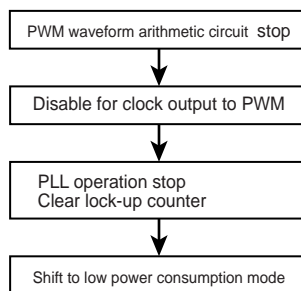 PWM waveform arithmetic circuit stop
Disable for clock output to PWM
PLL operation stop
Clear lock-up counter
Shift to low power consumption mode